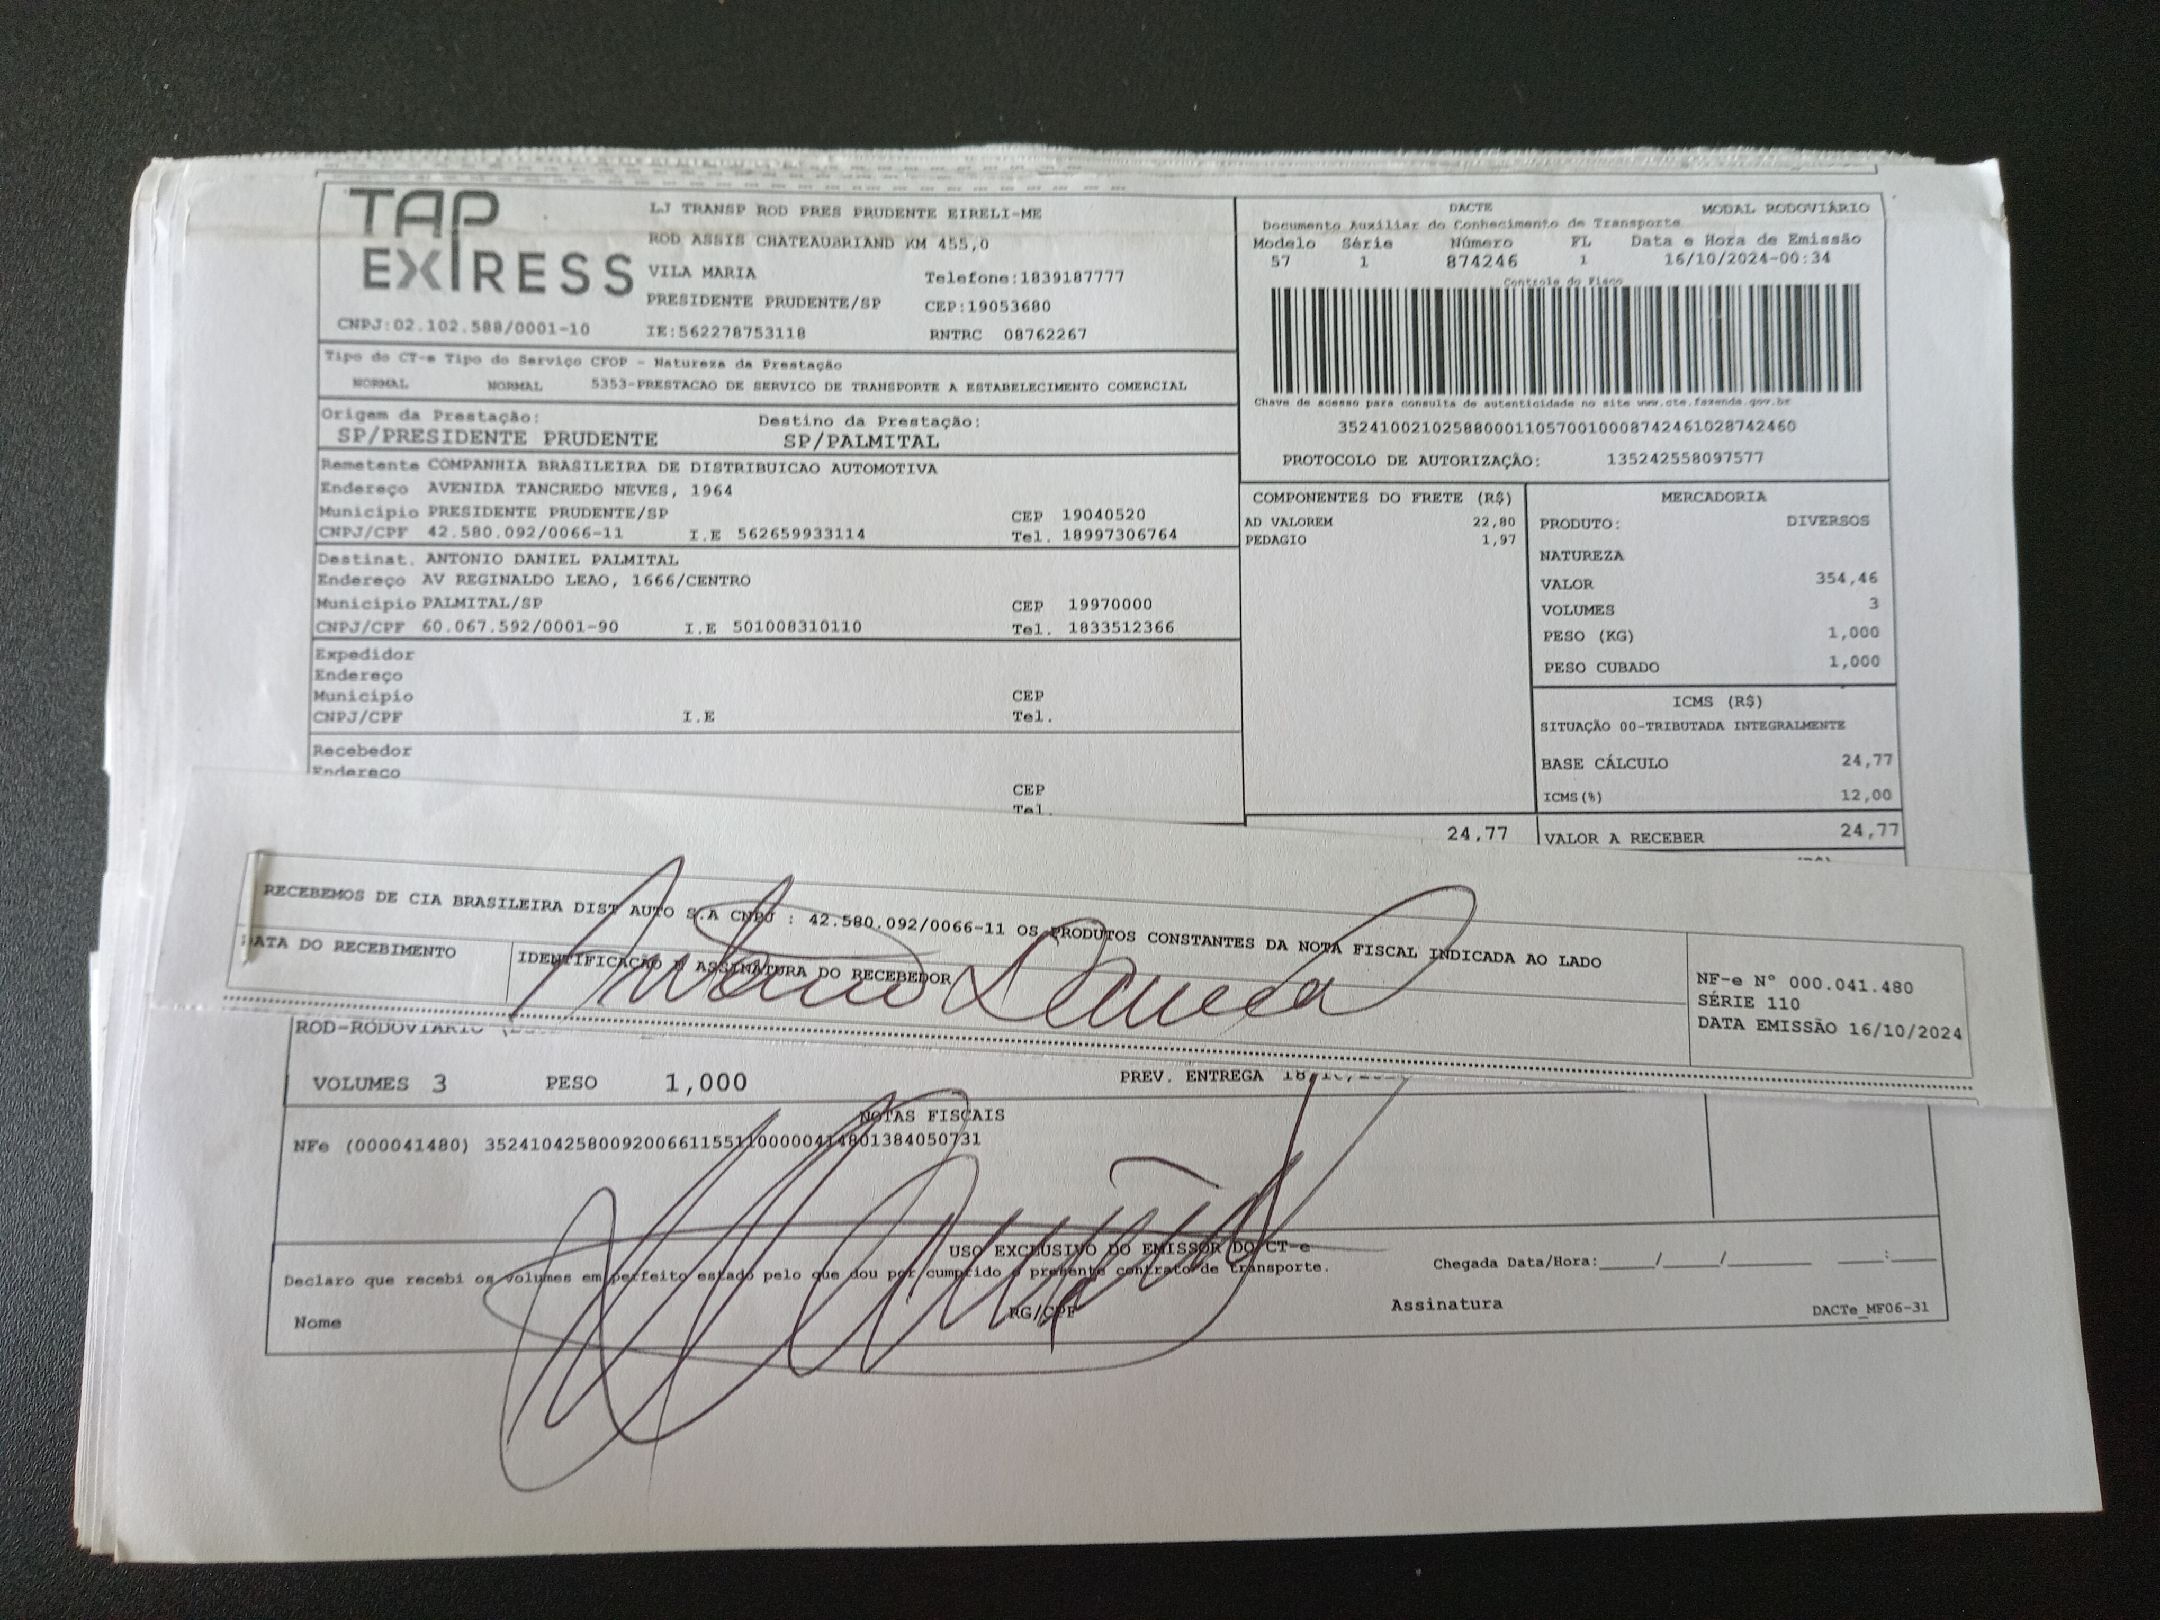 TAP EXPRESS
LJ TRANSP ROD PRES PRUDENTE EIRELI-ME
ROD ASSIS CHATEAUBRIAND KM 455,0
VILA MARIA Telefone:1839187777
PRESIDENTE PRUDENTE/SP CEP:19053680
CNPJ:02.102.588/0001-10 IE:562278753118 RNTRC 08762267
DACTE MODAL RODOVIÁRIO
Documento Auxiliar do Conhecimento de Transporte
Modelo Série Número FL Data e Hora de Emissão
57 1 874246 1 16/10/2024-00:34
Controle do Fisco
Chave de acesso para consulta de autenticidade no site www.cte.fazenda.gov.br
35241002102588000110570010008742461028742460
PROTOCOLO DE AUTORIZAÇÃO: 135242558097577
Tipo do CT-e Tipo do Serviço CFOP - Natureza da Prestação
NORMAL NORMAL 5353-PRESTACAO DE SERVICO DE TRANSPORTE A ESTABELECIMENTO COMERCIAL
Origem da Prestação: Destino da Prestação:
SP/PRESIDENTE PRUDENTE SP/PALMITAL
Remetente COMPANHIA BRASILEIRA DE DISTRIBUICAO AUTOMOTIVA
Endereço AVENIDA TANCREDO NEVES, 1964
Município PRESIDENTE PRUDENTE/SP CEP 19040520
CNPJ/CPF 42.580.092/0066-11 I.E 562659933114 Tel. 18997306764
Destinat. ANTONIO DANIEL PALMITAL
Endereço AV REGINALDO LEAO, 1666/CENTRO
Município PALMITAL/SP CEP 19970000
CNPJ/CPF 60.067.592/0001-90 I.E 501008310110 Tel. 1833512366
Expedidor
Endereço
Município CEP
CNPJ/CPF I.E Tel.
Recebedor
Endereço
CEP
Tel.
COMPONENTES DO FRETE (R$)
AD VALOREM 22,80
PEDAGIO 1,97
24,77
MERCADORIA
PRODUTO: DIVERSOS
NATUREZA
VALOR 354,46
VOLUMES 3
PESO (KG) 1,000
PESO CUBADO 1,000
ICMS (R$)
SITUAÇÃO 00-TRIBUTADA INTEGRALMENTE
BASE CÁLCULO 24,77
ICMS(%) 12,00
VALOR A RECEBER 24,77
RECEBEMOS DE CIA BRASILEIRA DIST AUTO S.A CNPJ : 42.580.092/0066-11 OS PRODUTOS CONSTANTES DA NOTA FISCAL INDICADA AO LADO
DATA DO RECEBIMENTO IDENTIFICAÇÃO E ASSINATURA DO RECEBEDOR
NF-e Nº 000.041.480
SÉRIE 110
DATA EMISSÃO 16/10/2024
ROD-RODOVIÁRIO
VOLUMES 3 PESO 1,000 PREV. ENTREGA
NOTAS FISCAIS
NFe (000041480) 35241042580092006611551100000414801384050731
USO EXCLUSIVO DO EMISSOR DO CT-e
Declaro que recebi os volumes em perfeito estado pelo que dou por cumprido o presente contrato de transporte.
Chegada Data/Hora:____/____/______ ___:___
Nome RG/CPF Assinatura
DACTe_MF06-31